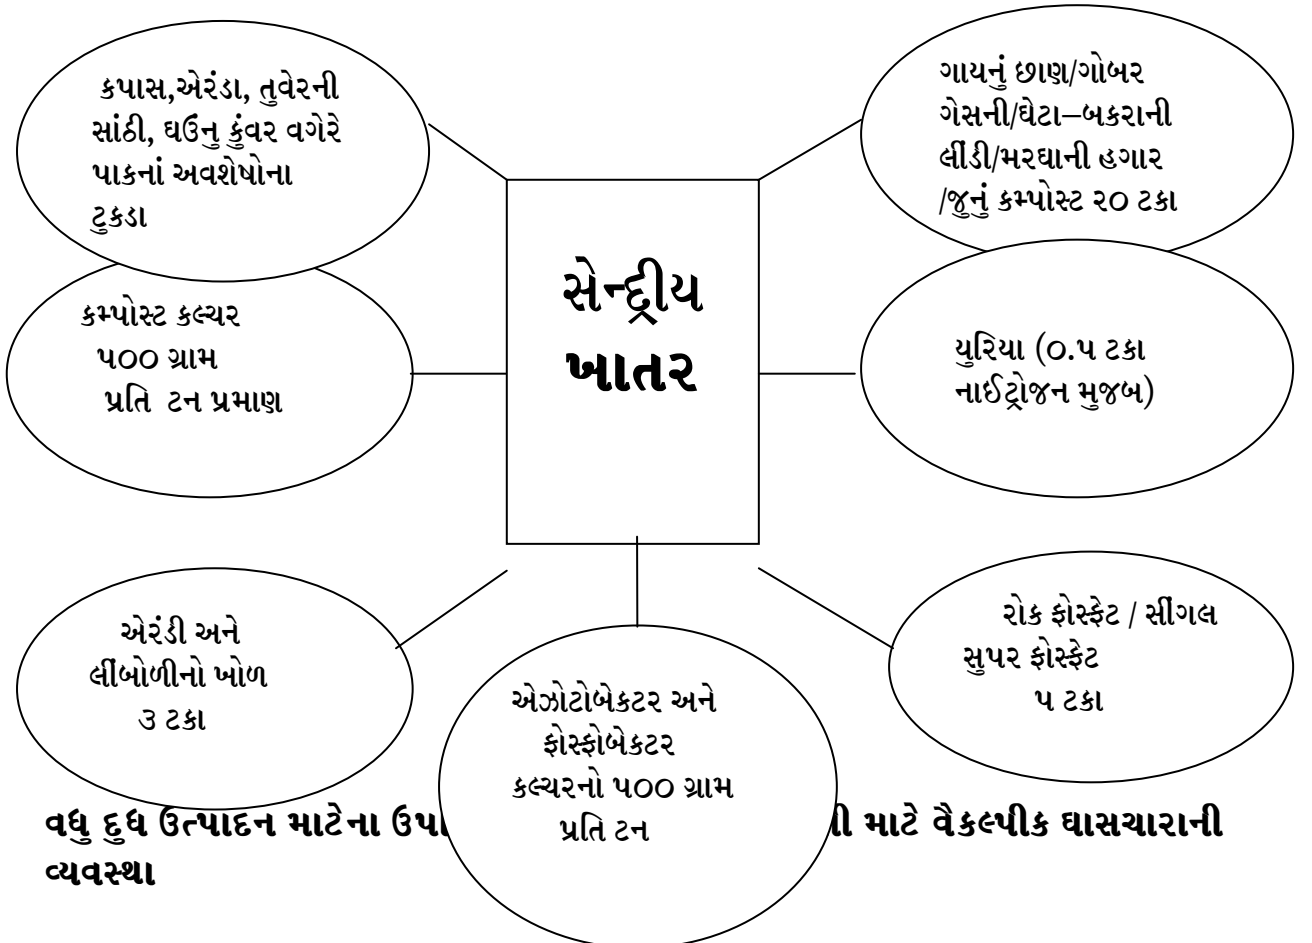 કપાસ,એરંડા, તુવેરની
સાંઠી, ઘઉંનુ કુંવર વગેરે
પાકનાં અવશેષોના
ટુકડા
ગાયનું છાણ/ગોબર
ગેસની/ઘેટા–બકરાની
લીંડી/મરઘાની હગાર
/જુનું કમ્પોસ્ટ ૨૦ ટકા
સેન્દ્રીય
ખાતર
કમ્પોસ્ટ કલ્ચર
૫૦૦ ગ્રામ
પ્રતિ ટન પ્રમાણ
યુરિયા (૦.૫ ટકા
નાઈટ્રોજન મુજબ)
એરંડી અને
લીંબોળીનો ખોળ
૩ ટકા
એઝોટોબેકટર અને
ફોસ્ફોબેકટર
કલ્ચરનો ૫૦૦ ગ્રામ
પ્રતિ ટન
રોક ફોસ્ફેટ / સીંગલ
સુપર ફોસ્ફેટ
૫ ટકા
વધુ દુધ ઉત્પાદન માટેના માટે વૈકલ્પીક ઘાસચારાની
વ્યવસ્થા